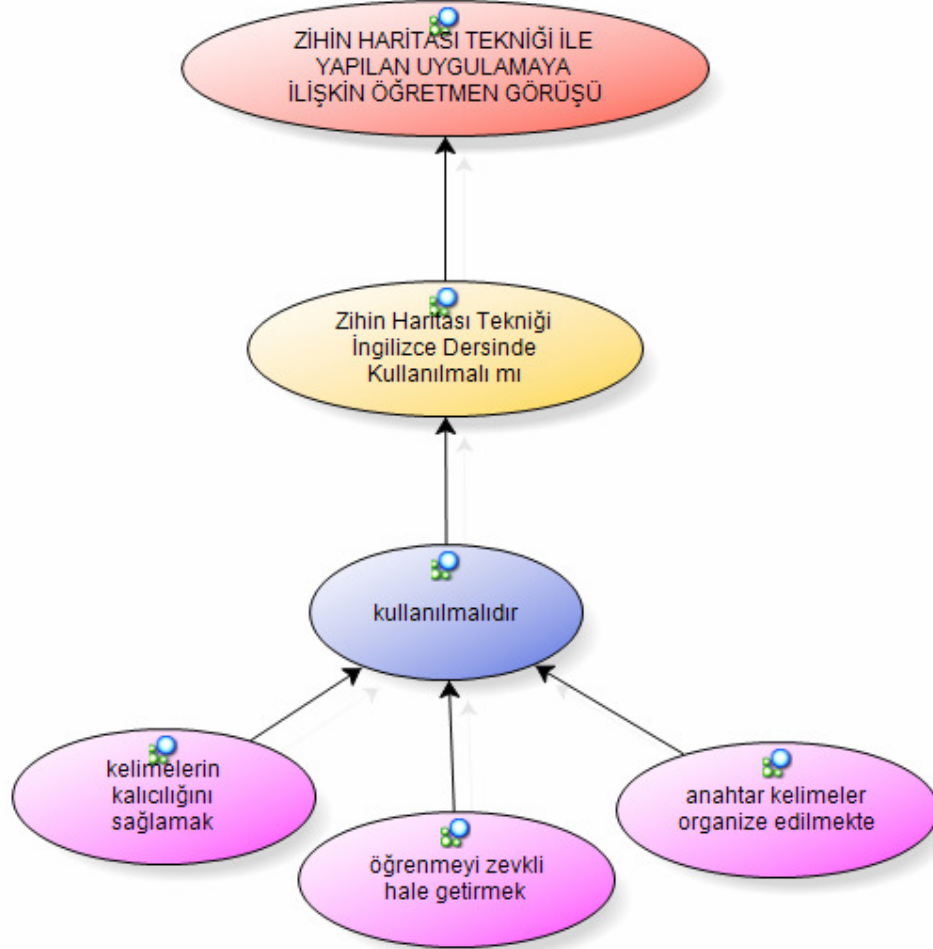 ZİHİN HARİTASI TEKNİĞİ İLE
YAPILAN UYGULAMAYA
İLİŞKİN ÖĞRETMEN GÖRÜŞÜ
Zihin Haritası Tekniği
İngilizce Dersinde
Kullanılmalı mı
kullanılmalıdır
kelimelerin
kalıcılığını
sağlamak
öğrenmeyi zevkli
hale getirmek
anahtar kelimeler
organize edilmekte